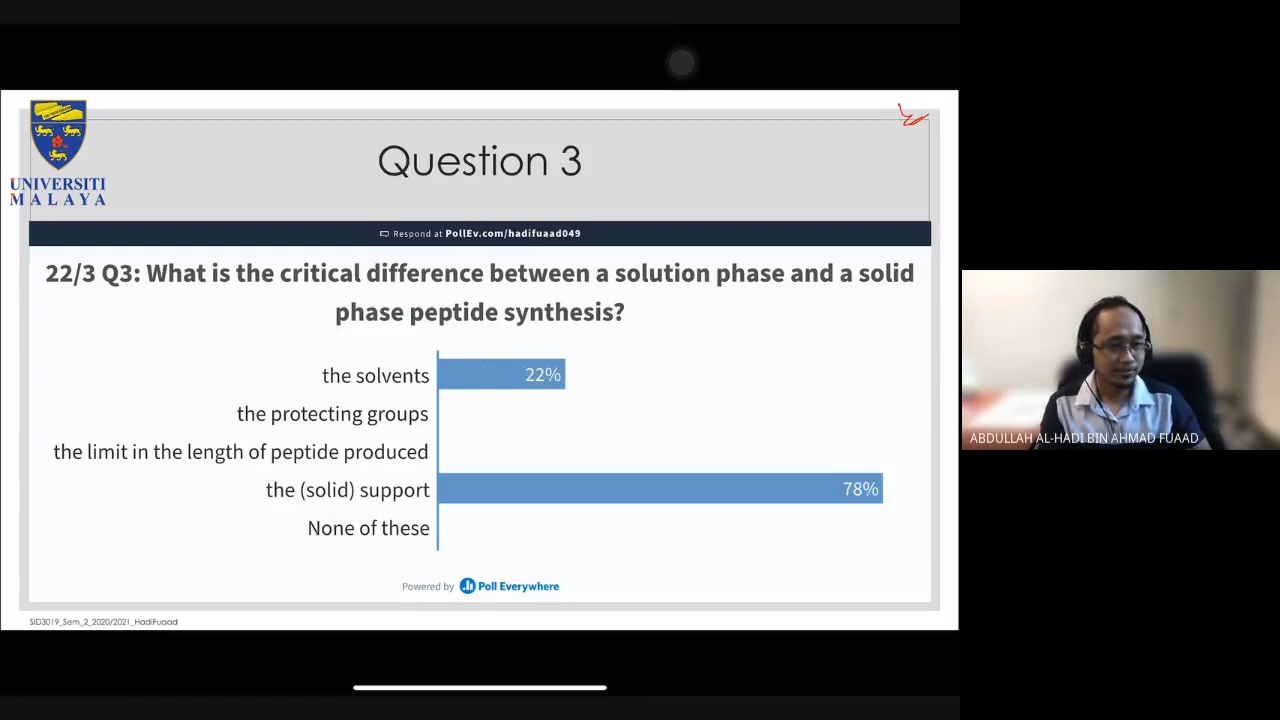 UNIVERSITI
MALAYA
Question 3
Respond at PollEv.com/hadifuaad049
22/3 Q3: What is the critical difference between a solution phase and a solid
phase peptide synthesis?
the solvents 22%
the protecting groups
the limit in the length of peptide produced
the (solid) support 78%
None of these
Powered by Poll Everywhere
SID3019_Sem_2_2020/2021_HadiFuaad
ABDULLAH AL-HADI BIN AHMAD FUAAD